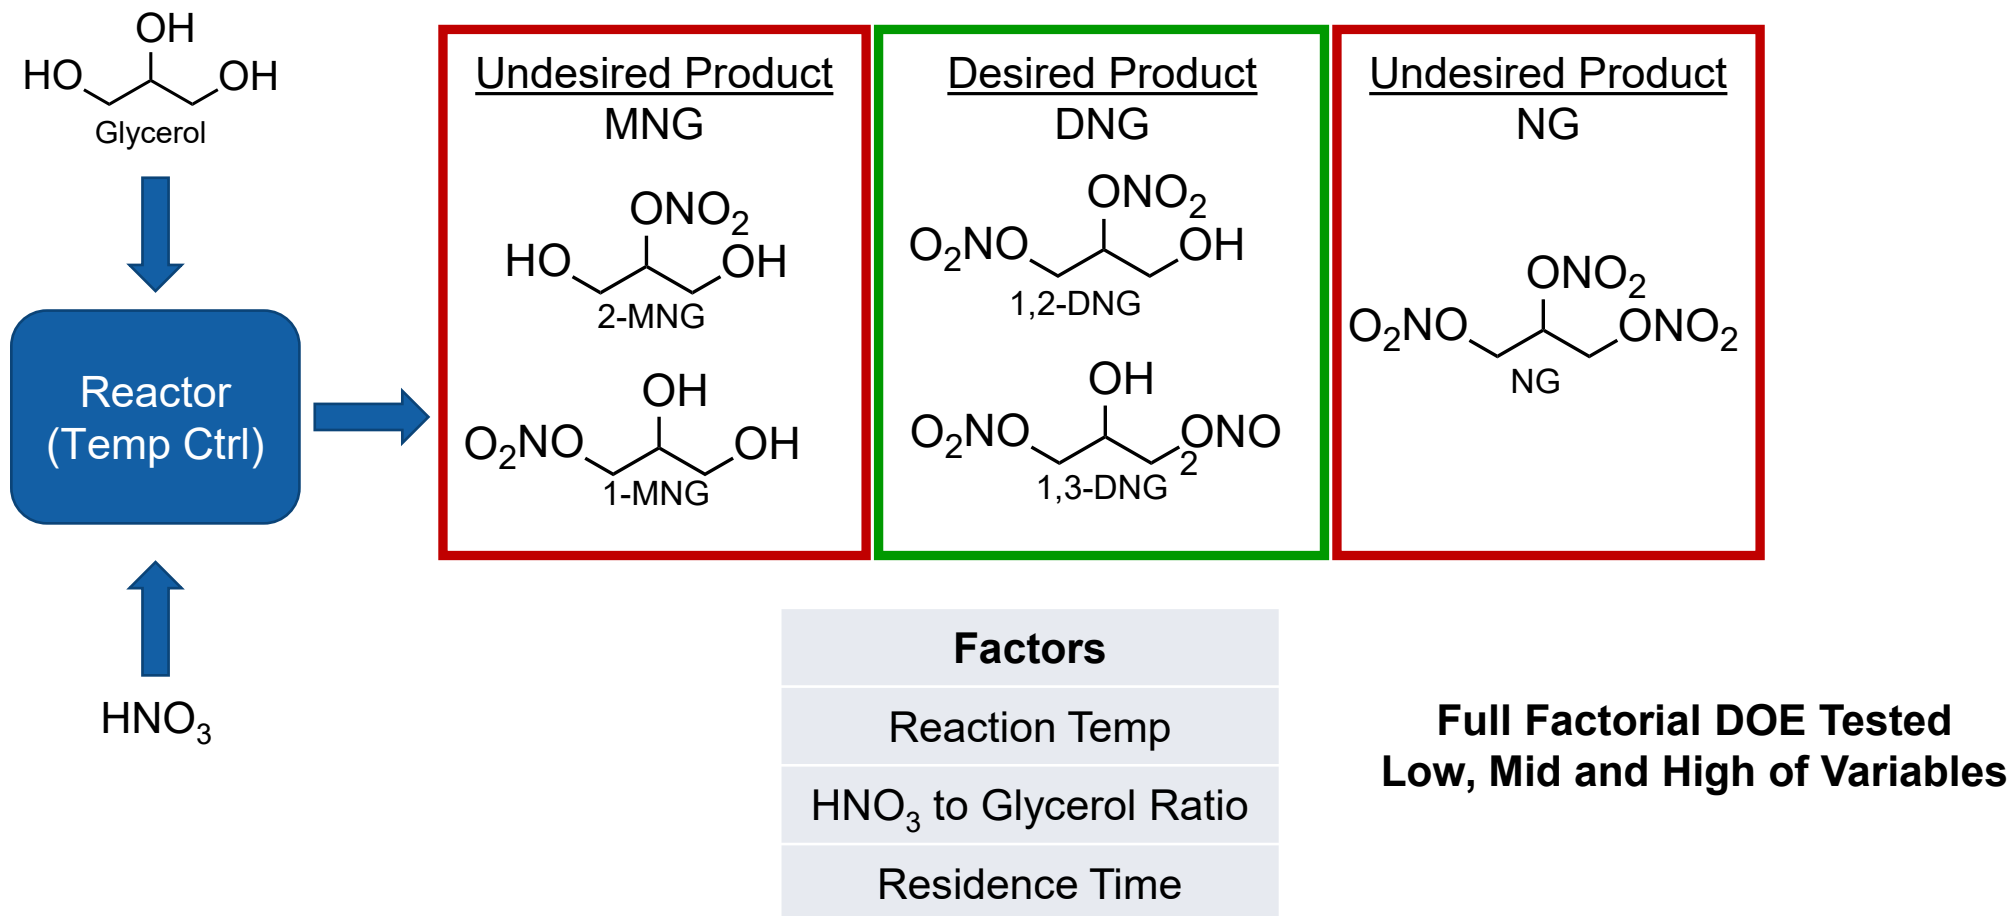 OH
HO
OH
Glycerol
Reactor
(Temp Ctrl)
HNO₃
Undesired Product
MNG
ONO₂
HO
OH
2-MNG
OH
O₂NO
OH
1-MNG
Desired Product
DNG
ONO₂
O₂NO
OH
1,2-DNG
OH
O₂NO
ONO
2
1,3-DNG
Undesired Product
NG
ONO₂
O₂NO
ONO₂
NG
Factors
Reaction Temp
HNO₃ to Glycerol Ratio
Residence Time
Full Factorial DOE Tested
Low, Mid and High of Variables